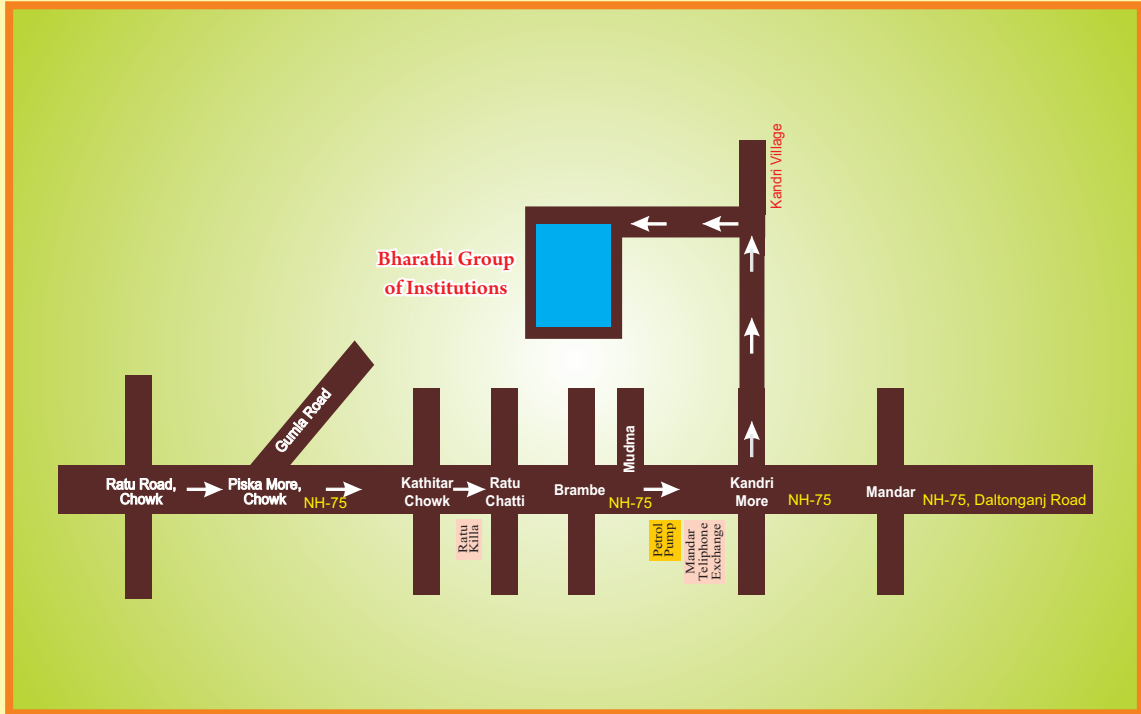 Kandri Village
Bharathi Group
of Institutions
Gumla Road
Mudma
Ratu Road,
Chowk
Piska More,
Chowk
NH-75
Kathitar
Chowk
Ratu
Chatti
Brambe
NH-75
Kandri
More
NH-75
Mandar
NH-75, Daltonganj Road
Ratu
Killa
Petrol
Pump
Mandar
Teliphone
Exchange